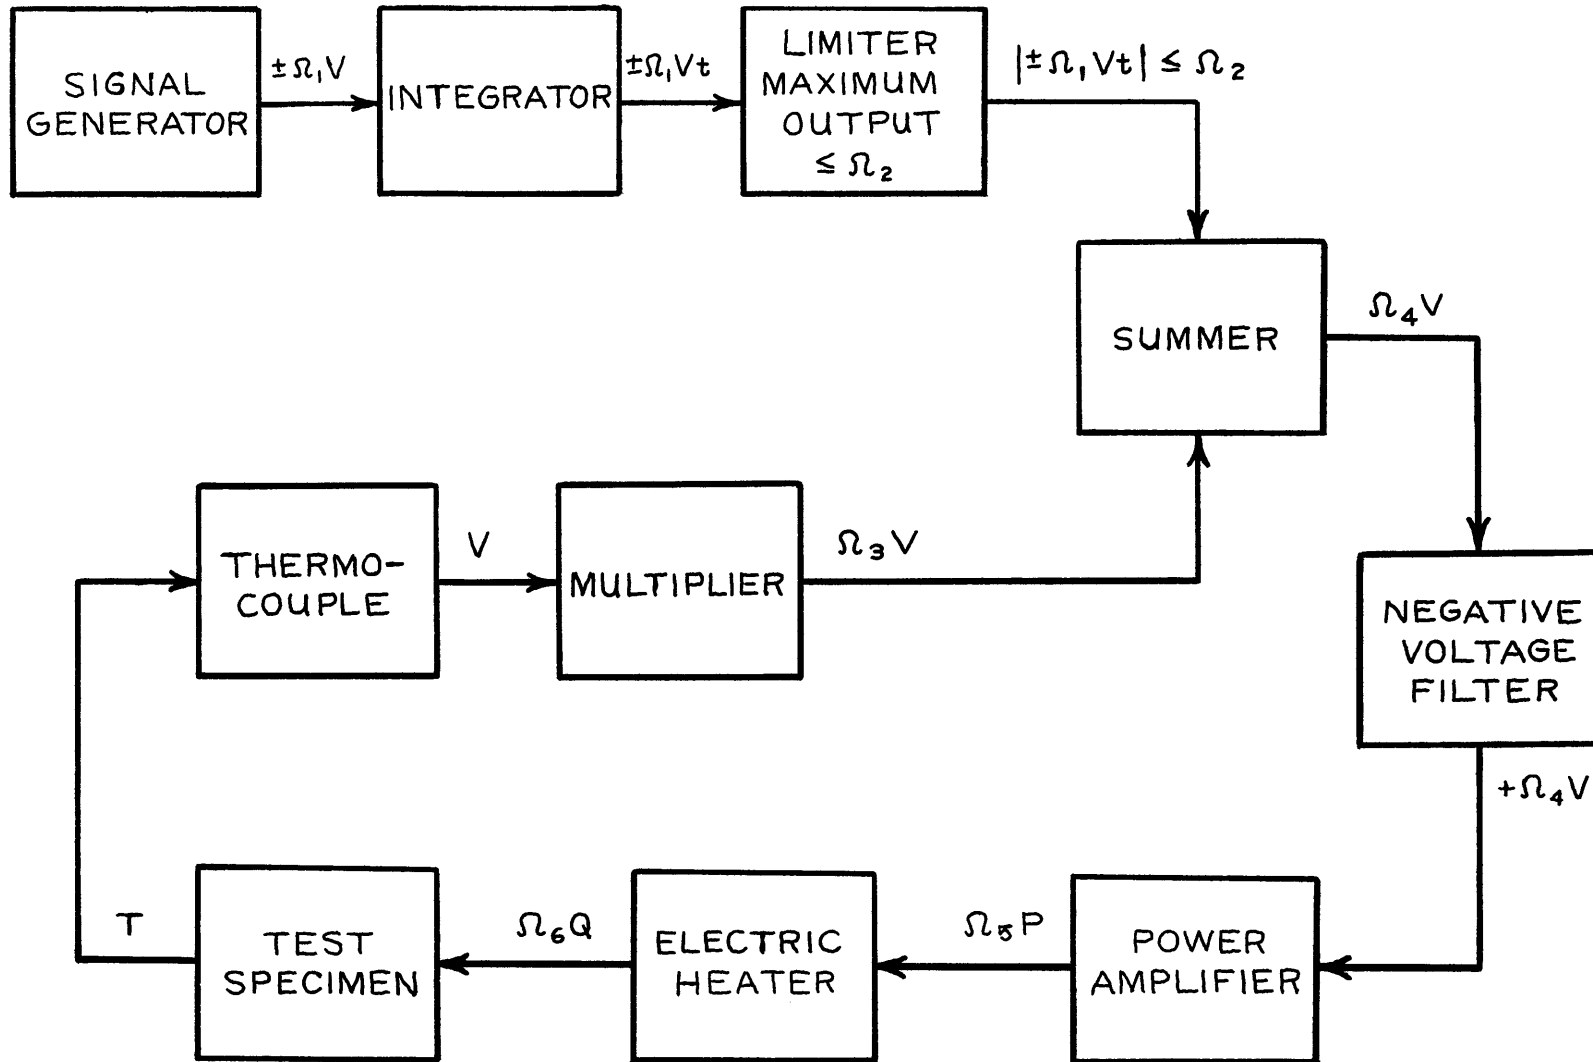 SIGNAL
GENERATOR
±Ω₁V
INTEGRATOR
±Ω₁Vt
LIMITER
MAXIMUM
OUTPUT
≤ Ω₂
|±Ω₁Vt| ≤ Ω₂
SUMMER
Ω₄V
THERMO-
COUPLE
V
MULTIPLIER
Ω₃V
NEGATIVE
VOLTAGE
FILTER
+Ω₄V
POWER
AMPLIFIER
Ω₅P
ELECTRIC
HEATER
Ω₆Q
TEST
SPECIMEN
T